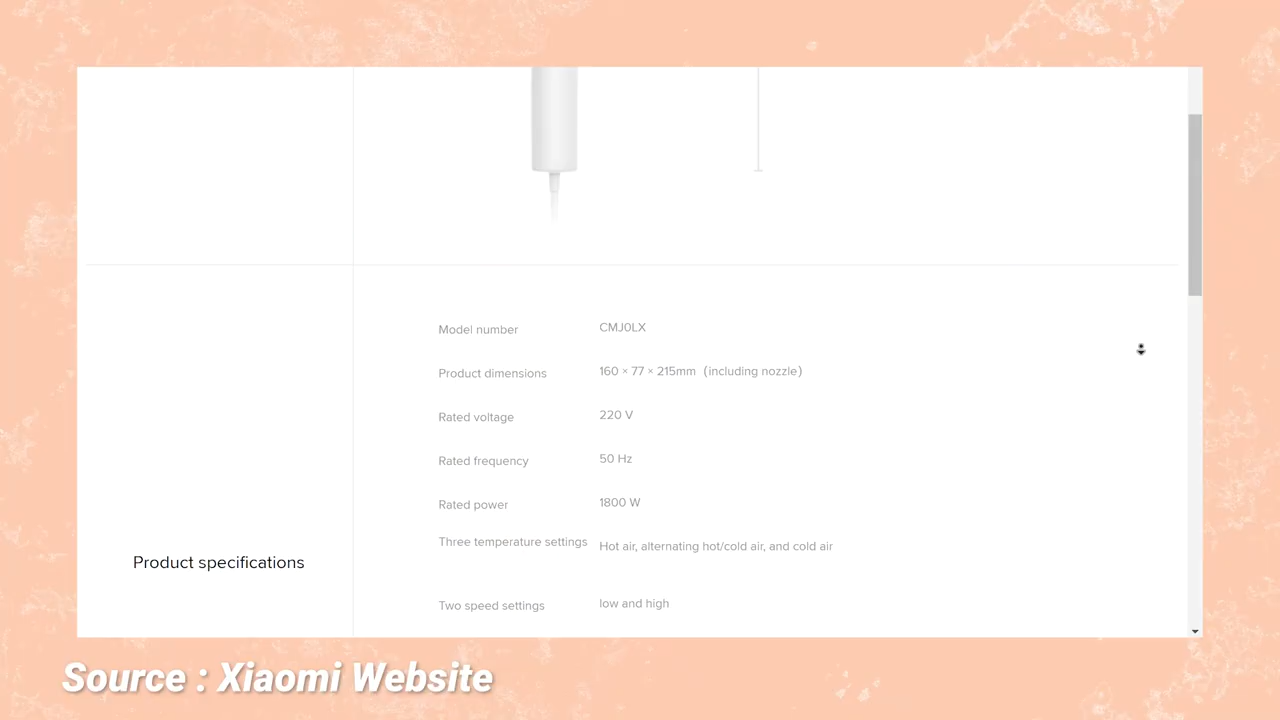 Model number CMJ0LX
Product dimensions 160 × 77 × 215mm (including nozzle)
Rated voltage 220 V
Rated frequency 50 Hz
Rated power 1800 W
Three temperature settings Hot air, alternating hot/cold air, and cold air
Product specifications
Two speed settings low and high
Source : Xiaomi Website